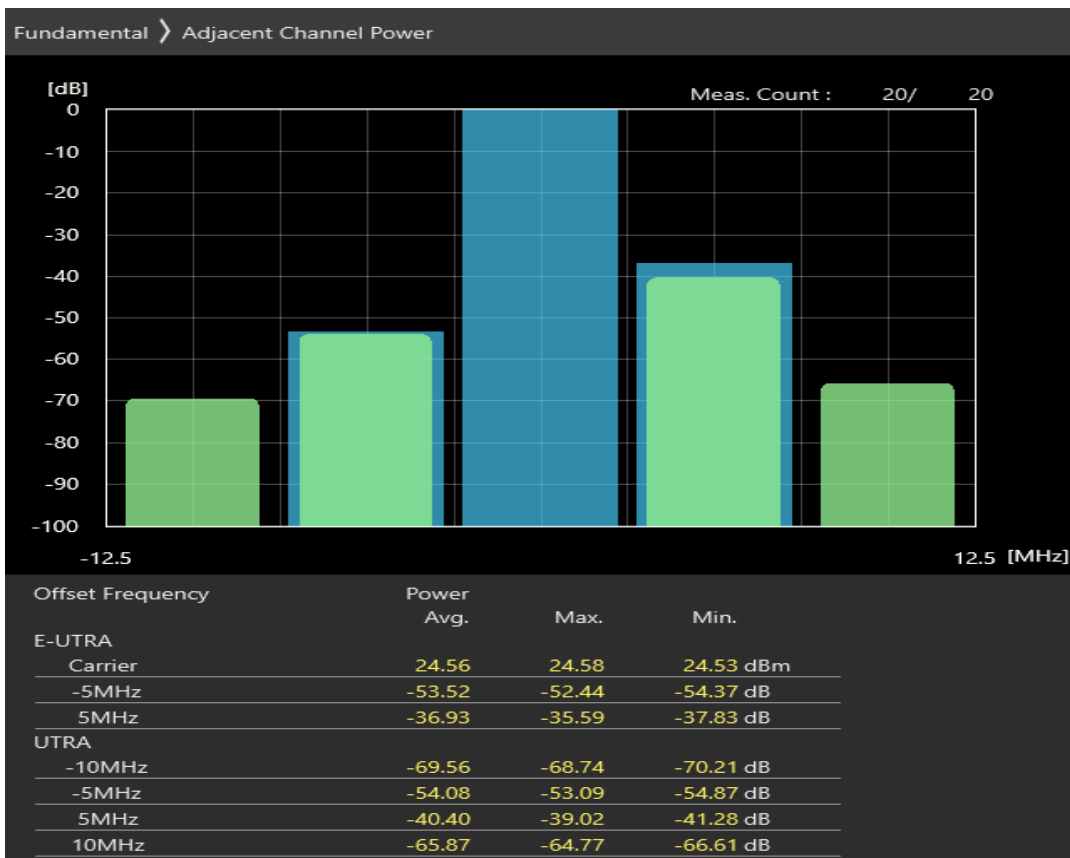 Fundamental 〉 Adjacent Channel Power
[dB]
Meas. Count : 20/ 20
0
-10
-20
-30
-40
-50
-60
-70
-80
-90
-100
-12.5 12.5 [MHz]
Offset Frequency Power
Avg. Max. Min.
E-UTRA
Carrier 24.56 24.58 24.53 dBm
-5MHz -53.52 -52.44 -54.37 dB
5MHz -36.93 -35.59 -37.83 dB
UTRA
-10MHz -69.56 -68.74 -70.21 dB
-5MHz -54.08 -53.09 -54.87 dB
5MHz -40.40 -39.02 -41.28 dB
10MHz -65.87 -64.77 -66.61 dB